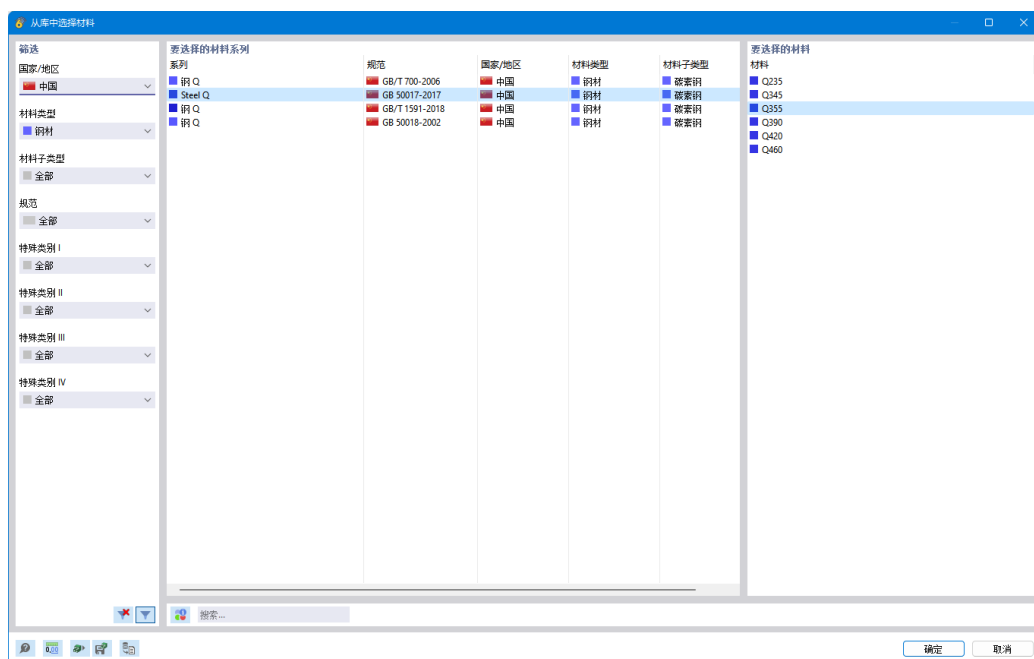 从库中选择材料
筛选
国家/地区
中国
材料类型
钢材
材料子类型
全部
规范
全部
特殊类别 I
全部
特殊类别 II
全部
特殊类别 III
全部
特殊类别 IV
全部
要选择的材料系列
系列 规范 国家/地区 材料类型 材料子类型
钢 Q GB/T 700-2006 中国 钢材 碳素钢
Steel Q GB 50017-2017 中国 钢材 碳素钢
钢 Q GB/T 1591-2018 中国 钢材 碳素钢
钢 Q GB 50018-2002 中国 钢材 碳素钢
搜索...
要选择的材料
材料
Q235
Q345
Q355
Q390
Q420
Q460
0,00
确定
取消